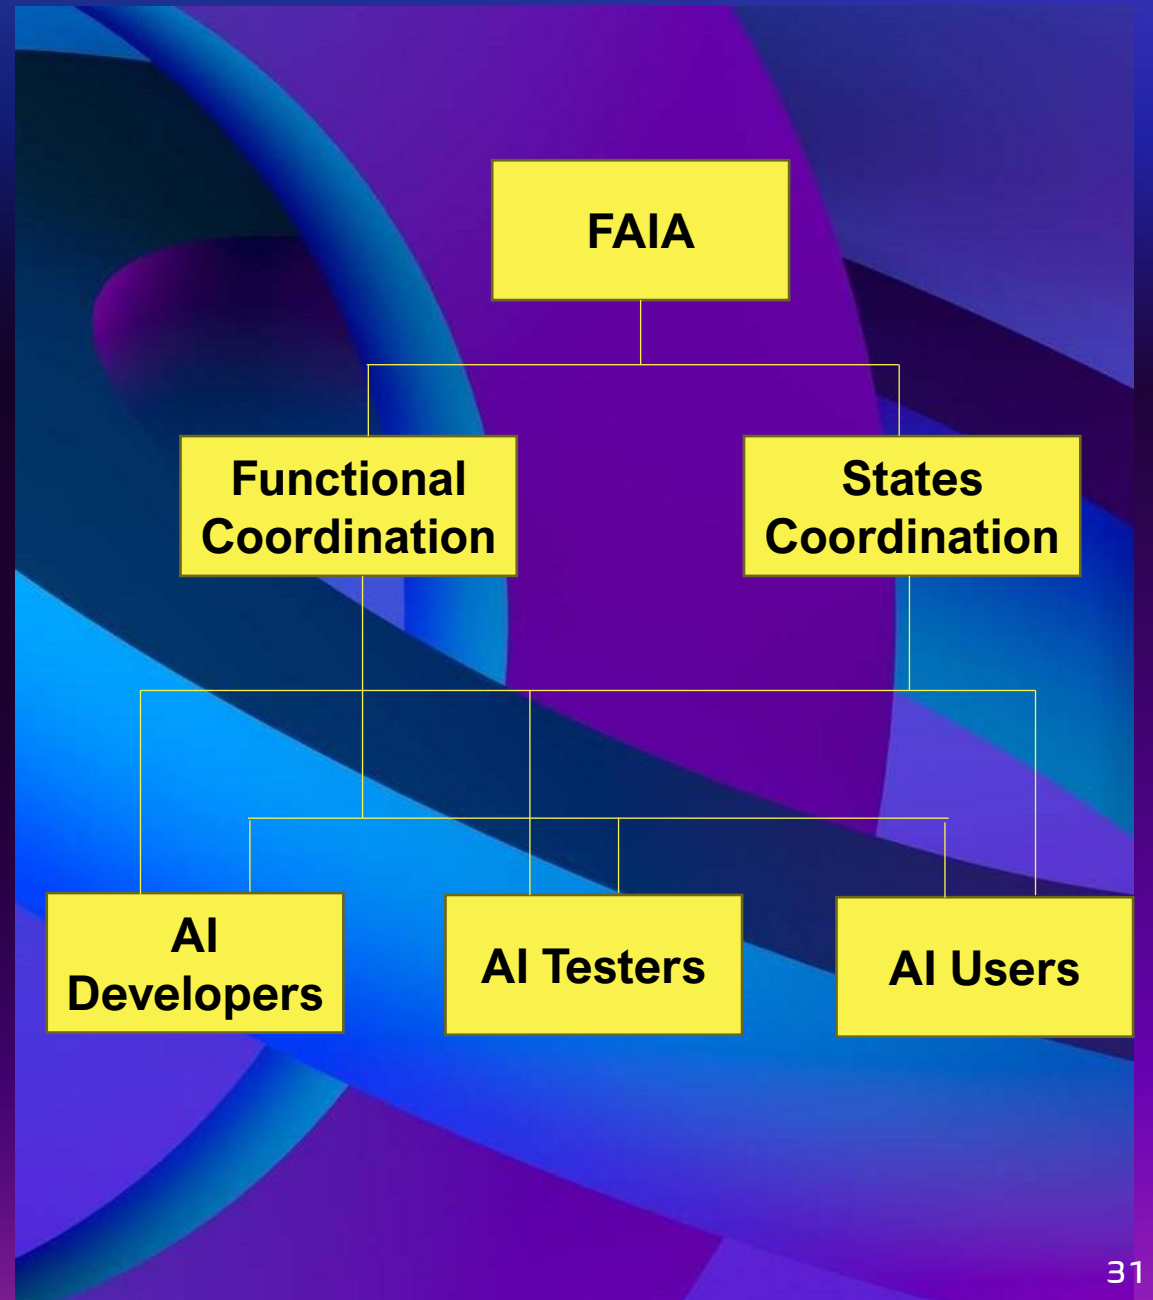 FAIA
Functional
Coordination
States
Coordination
AI
Developers
AI Testers
AI Users
31